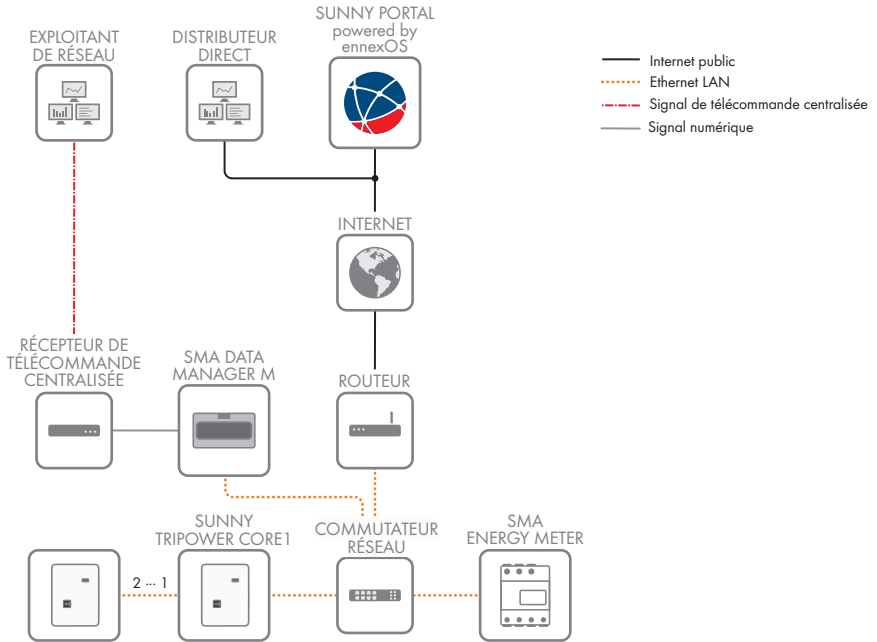 EXPLOITANT
DE RÉSEAU
DISTRIBUTEUR
DIRECT
SUNNY PORTAL
powered by
ennexOS
Internet public
Ethernet LAN
Signal de télécommande centralisée
Signal numérique
INTERNET
RÉCEPTEUR DE
TÉLÉCOMMANDE
CENTRALISÉE
SMA DATA
MANAGER M
ROUTEUR
SUNNY
TRIPOWER CORE1
COMMUTATEUR
RÉSEAU
SMA
ENERGY METER
2 ··· 1